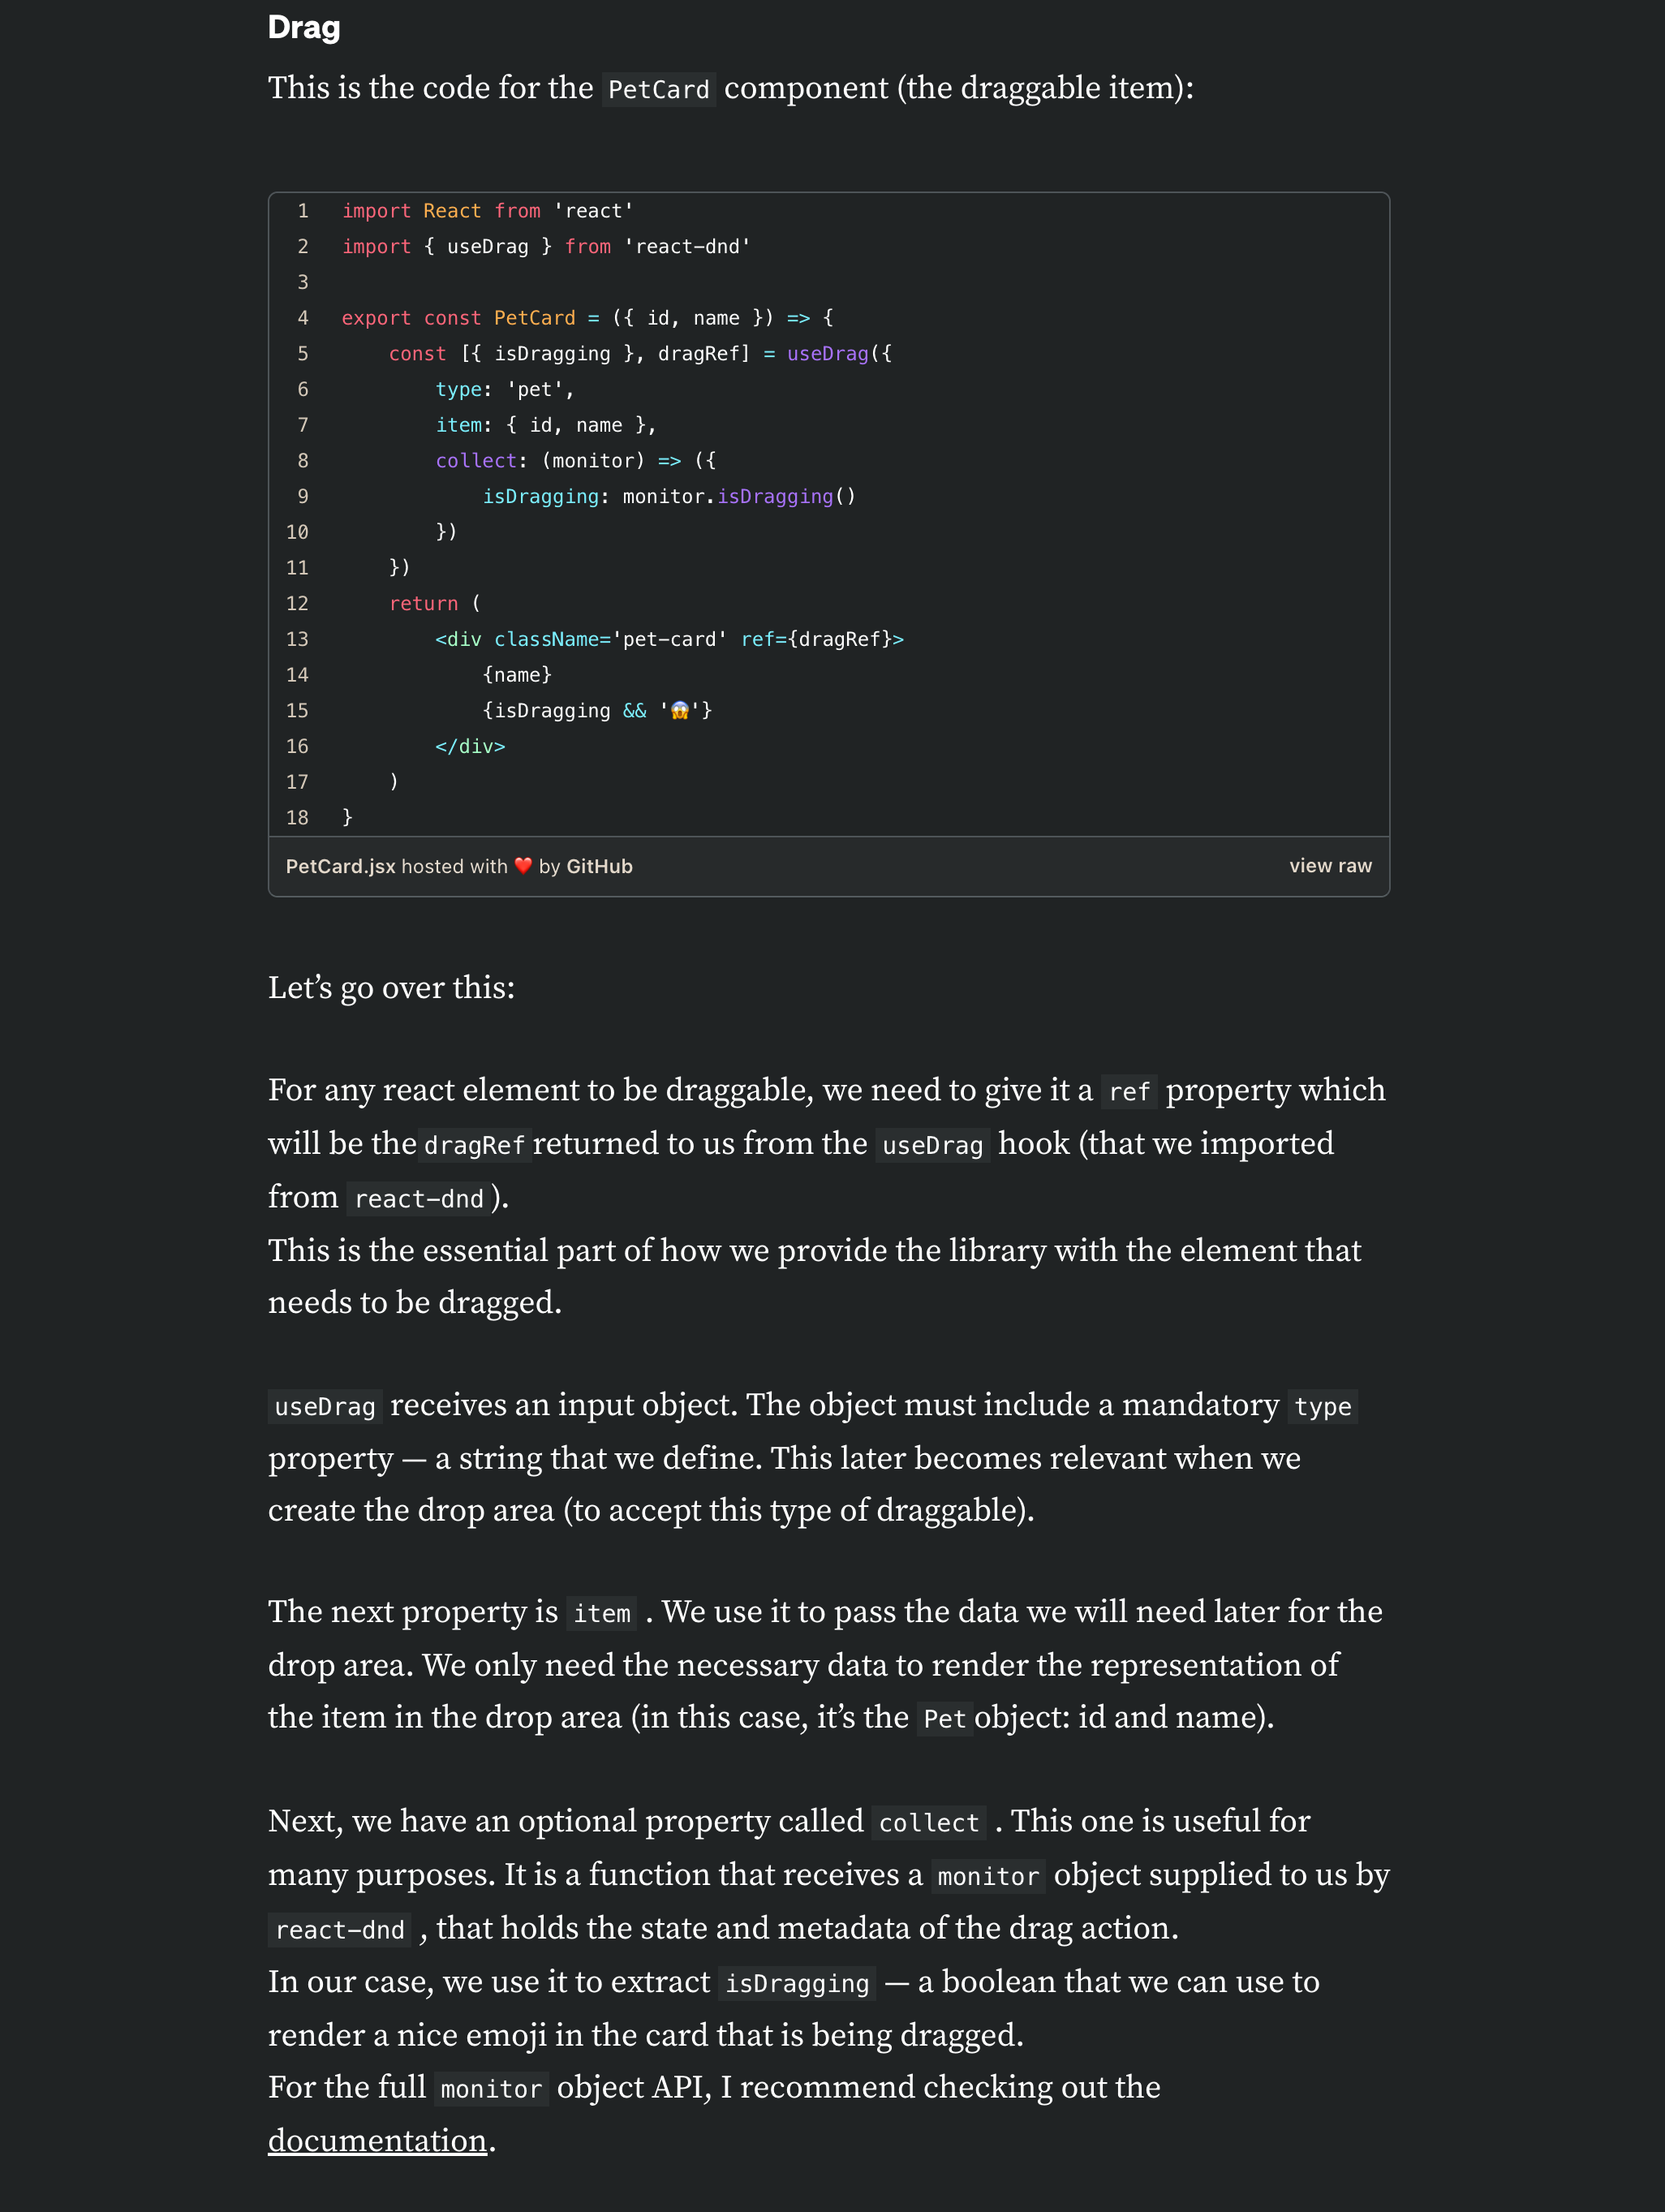 Drag
This is the code for the PetCard component (the draggable item):
1 import React from 'react'
2 import { useDrag } from 'react-dnd'
3
4 export const PetCard = ({ id, name }) => {
5     const [{ isDragging }, dragRef] = useDrag({
6         type: 'pet',
7         item: { id, name },
8         collect: (monitor) => ({
9             isDragging: monitor.isDragging()
10         })
11     })
12     return (
13         <div className='pet-card' ref={dragRef}>
14             {name}
15             {isDragging && '😱'}
16         </div>
17     )
18 }
PetCard.jsx hosted with ❤ by GitHub view raw
Let’s go over this:
For any react element to be draggable, we need to give it a ref property which
will be the dragRef returned to us from the useDrag hook (that we imported
from react-dnd ).
This is the essential part of how we provide the library with the element that
needs to be dragged.
useDrag receives an input object. The object must include a mandatory type
property — a string that we define. This later becomes relevant when we
create the drop area (to accept this type of draggable).
The next property is item . We use it to pass the data we will need later for the
drop area. We only need the necessary data to render the representation of
the item in the drop area (in this case, it’s the Pet object: id and name).
Next, we have an optional property called collect . This one is useful for
many purposes. It is a function that receives a monitor object supplied to us by
react-dnd , that holds the state and metadata of the drag action.
In our case, we use it to extract isDragging — a boolean that we can use to
render a nice emoji in the card that is being dragged.
For the full monitor object API, I recommend checking out the
documentation.